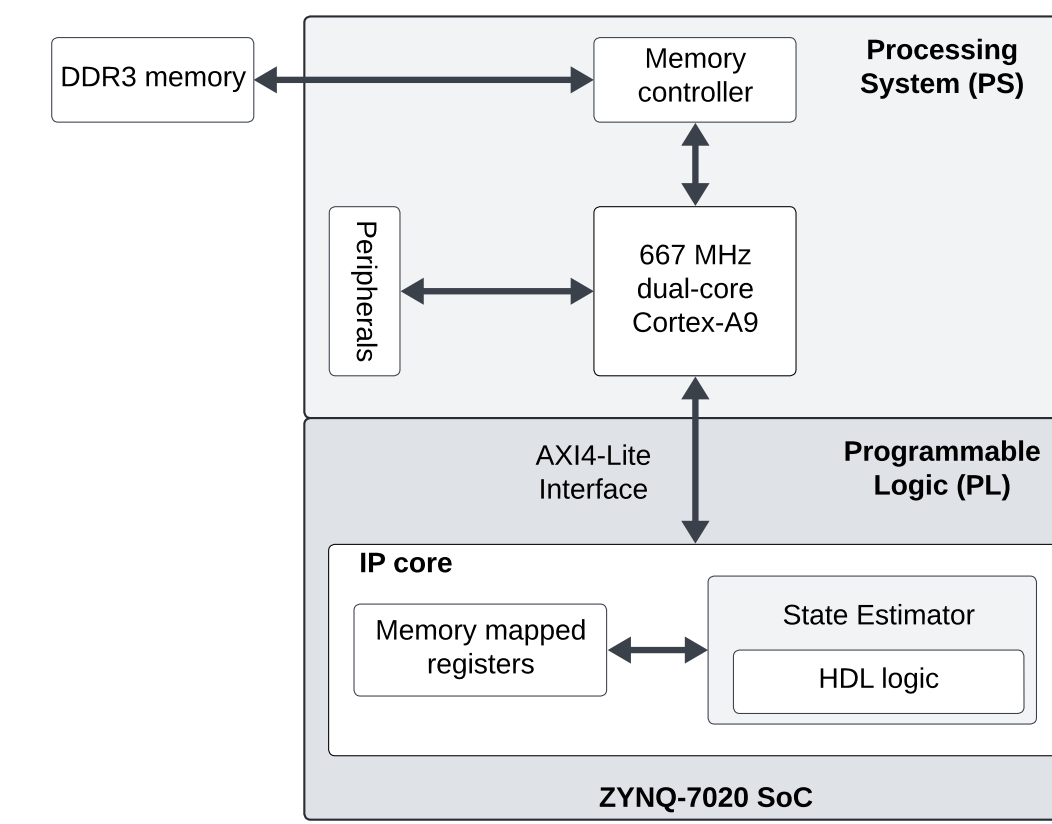 DDR3 memory
Memory
controller
Processing
System (PS)
Peripherals
667 MHz
dual-core
Cortex-A9
AXI4-Lite
Interface
Programmable
Logic (PL)
IP core
Memory mapped
registers
State Estimator
HDL logic
ZYNQ-7020 SoC